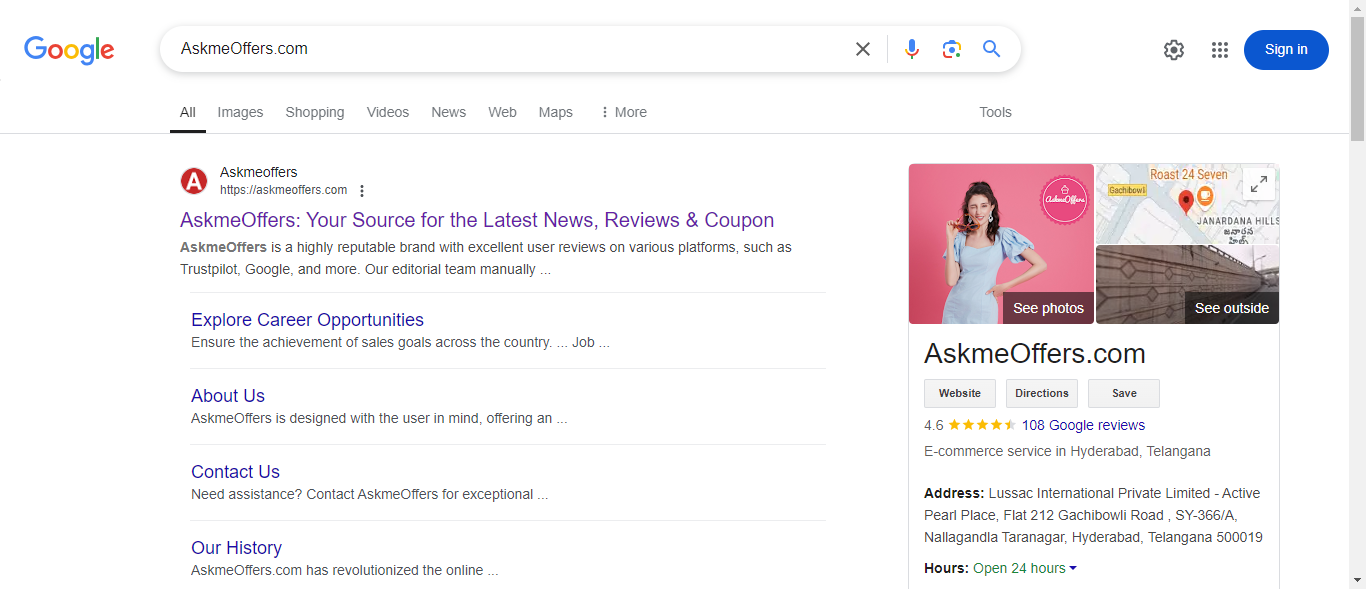 Google
AskmeOffers.com
Sign in
All
Images
Shopping
Videos
News
Web
Maps
More
Tools
A
Askmeoffers
https://askmeoffers.com
AskmeOffers: Your Source for the Latest News, Reviews & Coupon
AskmeOffers is a highly reputable brand with excellent user reviews on various platforms, such as
Trustpilot, Google, and more. Our editorial team manually ...
Explore Career Opportunities
Ensure the achievement of sales goals across the country. ... Job ...
About Us
AskmeOffers is designed with the user in mind, offering an ...
Contact Us
Need assistance? Contact AskmeOffers for exceptional ...
Our History
AskmeOffers.com has revolutionized the online ...
AskmeOffers
See photos
Roast 24 Seven
Gachibowli
JANARDANA HILLS
జనార్ధన
హిల్స్
See outside
AskmeOffers.com
Website
Directions
Save
4.6
108 Google reviews
E-commerce service in Hyderabad, Telangana
Address: Lussac International Private Limited - Active
Pearl Place, Flat 212 Gachibowli Road , SY-366/A,
Nallagandla Taranagar, Hyderabad, Telangana 500019
Hours: Open 24 hours